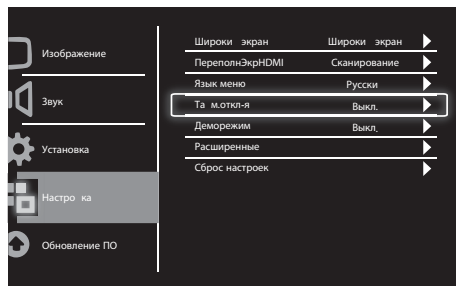 Изображение
Звук
Установка
Настро ка
Обновление ПО
Широки экран Широки экран
ПереполнЭкрHDMI Сканирование
Язык меню Русски
Та м.откл-я Выкл.
Деморежим Выкл.
Расширенные
Сброс настроек